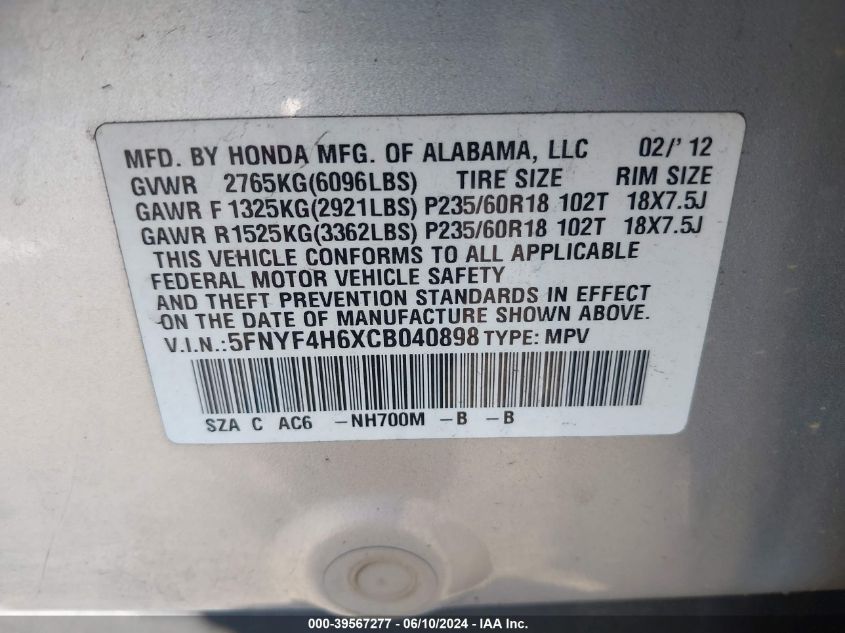 MFD. BY HONDA MFG. OF ALABAMA, LLC 02/' 12
GVWR 2765KG(6096LBS) TIRE SIZE RIM SIZE
GAWR F 1325KG(2921LBS) P235/60R18 102T 18X7.5J
GAWR R1525KG(3362LBS) P235/60R18 102T 18X7.5J
THIS VEHICLE CONFORMS TO ALL APPLICABLE
FEDERAL MOTOR VEHICLE SAFETY
AND THEFT PREVENTION STANDARDS IN EFFECT
ON THE DATE OF MANUFACTURE SHOWN ABOVE.
V.I.N.:5FNYF4H6XCB040898 TYPE: MPV
SZA C AC6 -NH700M -B -B
000-39567277 - 06/10/2024 - IAA Inc.